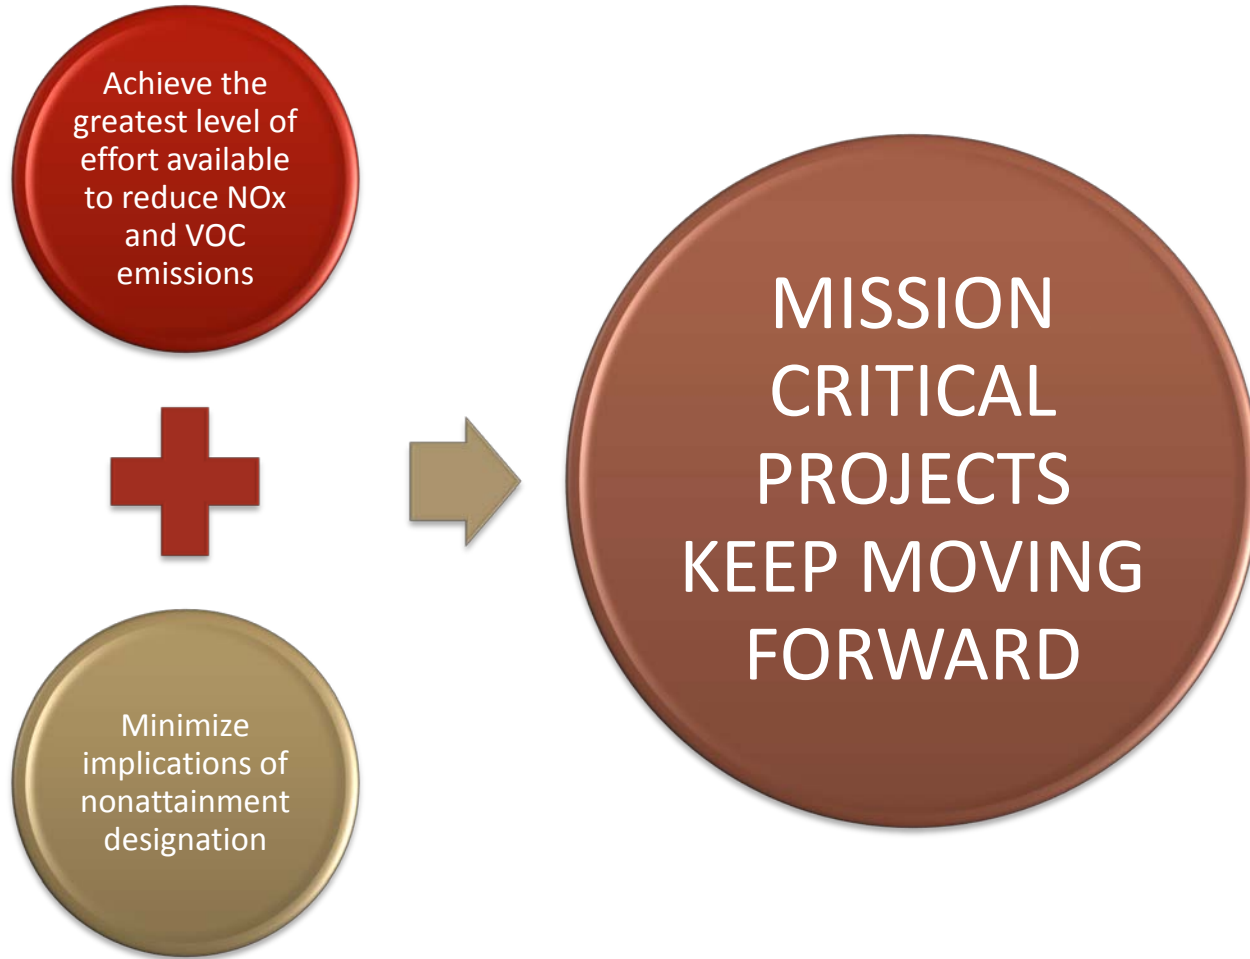 Achieve the
greatest level of
effort available
to reduce NOx
and VOC
emissions
Minimize
implications of
nonattainment
designation
MISSION
CRITICAL
PROJECTS
KEEP MOVING
FORWARD